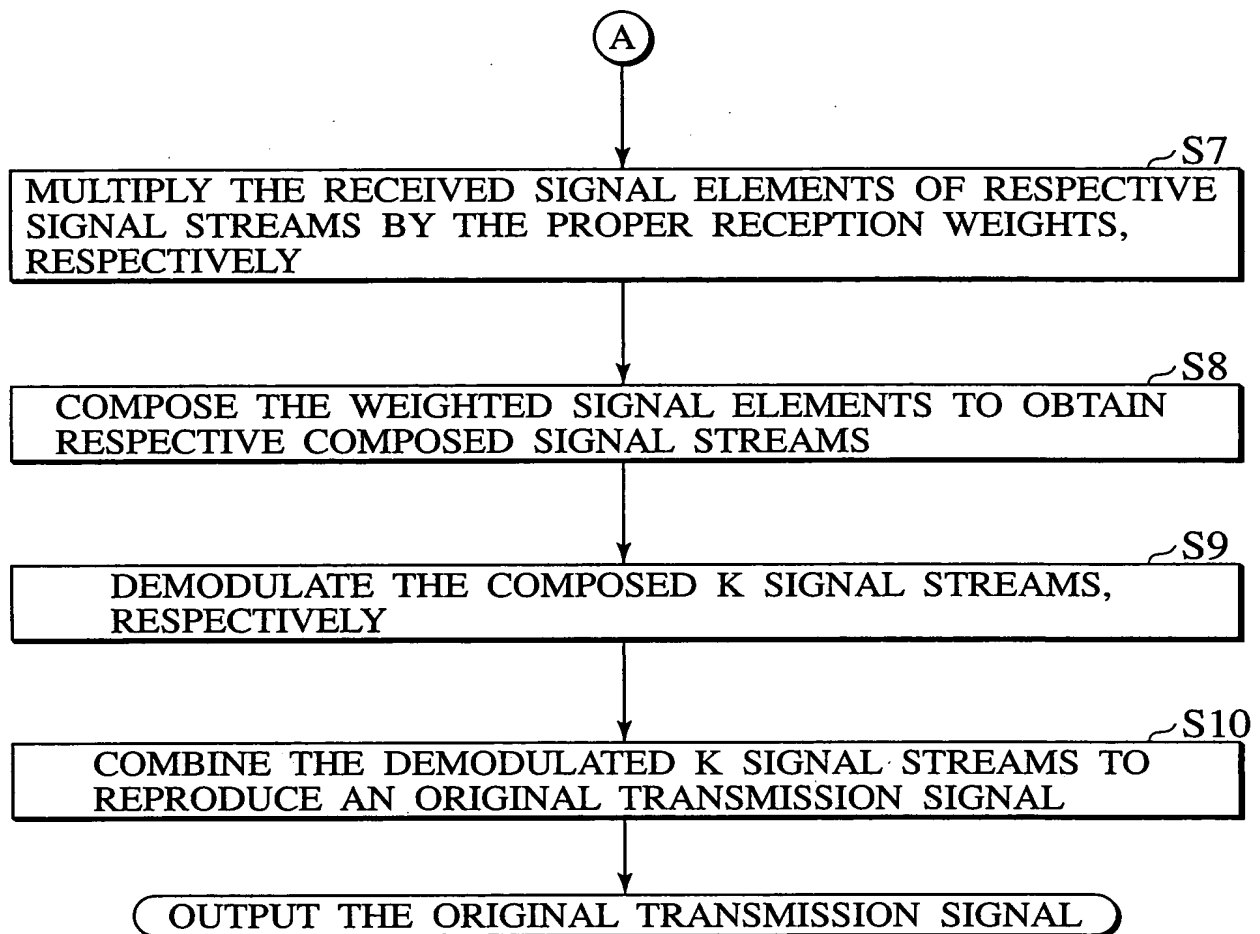 A
S7
MULTIPLY THE RECEIVED SIGNAL ELEMENTS OF RESPECTIVE
SIGNAL STREAMS BY THE PROPER RECEPTION WEIGHTS,
RESPECTIVELY
S8
COMPOSE THE WEIGHTED SIGNAL ELEMENTS TO OBTAIN
RESPECTIVE COMPOSED SIGNAL STREAMS
S9
DEMODULATE THE COMPOSED K SIGNAL STREAMS,
RESPECTIVELY
S10
COMBINE THE DEMODULATED K SIGNAL STREAMS TO
REPRODUCE AN ORIGINAL TRANSMISSION SIGNAL
OUTPUT THE ORIGINAL TRANSMISSION SIGNAL